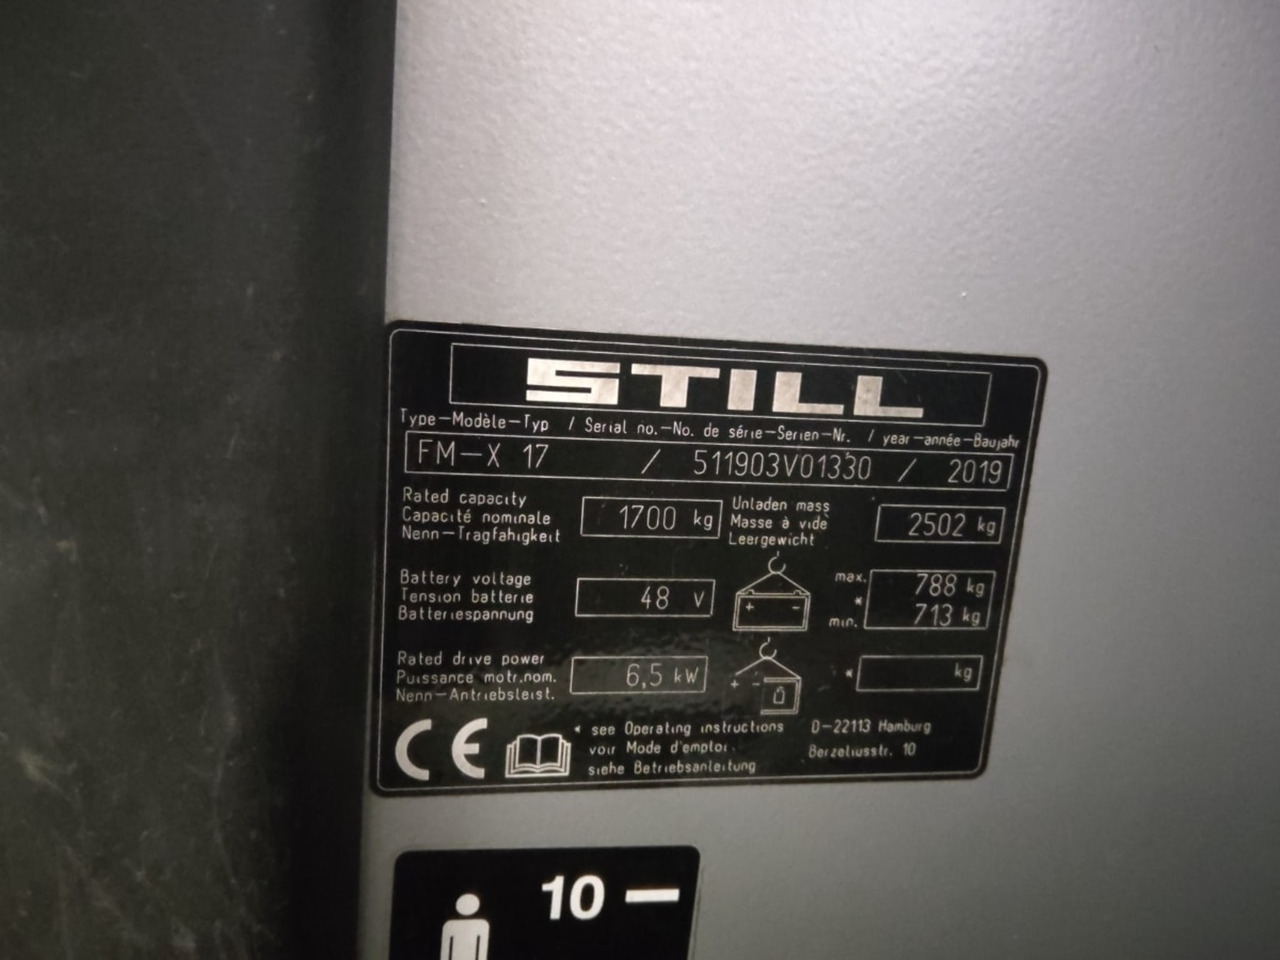 STILL
Type-Modèle-Typ / Serial no.-No. de série-Serien-Nr. / year-année-Baujahr
FM-X 17 / 511903V01330 / 2019
Rated capacity
Capacité nominale
Nenn-Tragfähigkeit
1700 kg
Unladen mass
Masse à vide
Leergewicht
2502 kg
Battery voltage
Tension batterie
Batteriespannung
48 V
+ -
max. 788 kg
*
min. 713 kg
Rated drive power
Puissance motr.nom.
Nenn-Antriebsleist.
6,5 kW
+ -
* kg
CE
* see Operating instructions
voir Mode d'emploi.
siehe Betriebsanleitung
D-22113 Hamburg
Berzeliusstr. 10
10 —